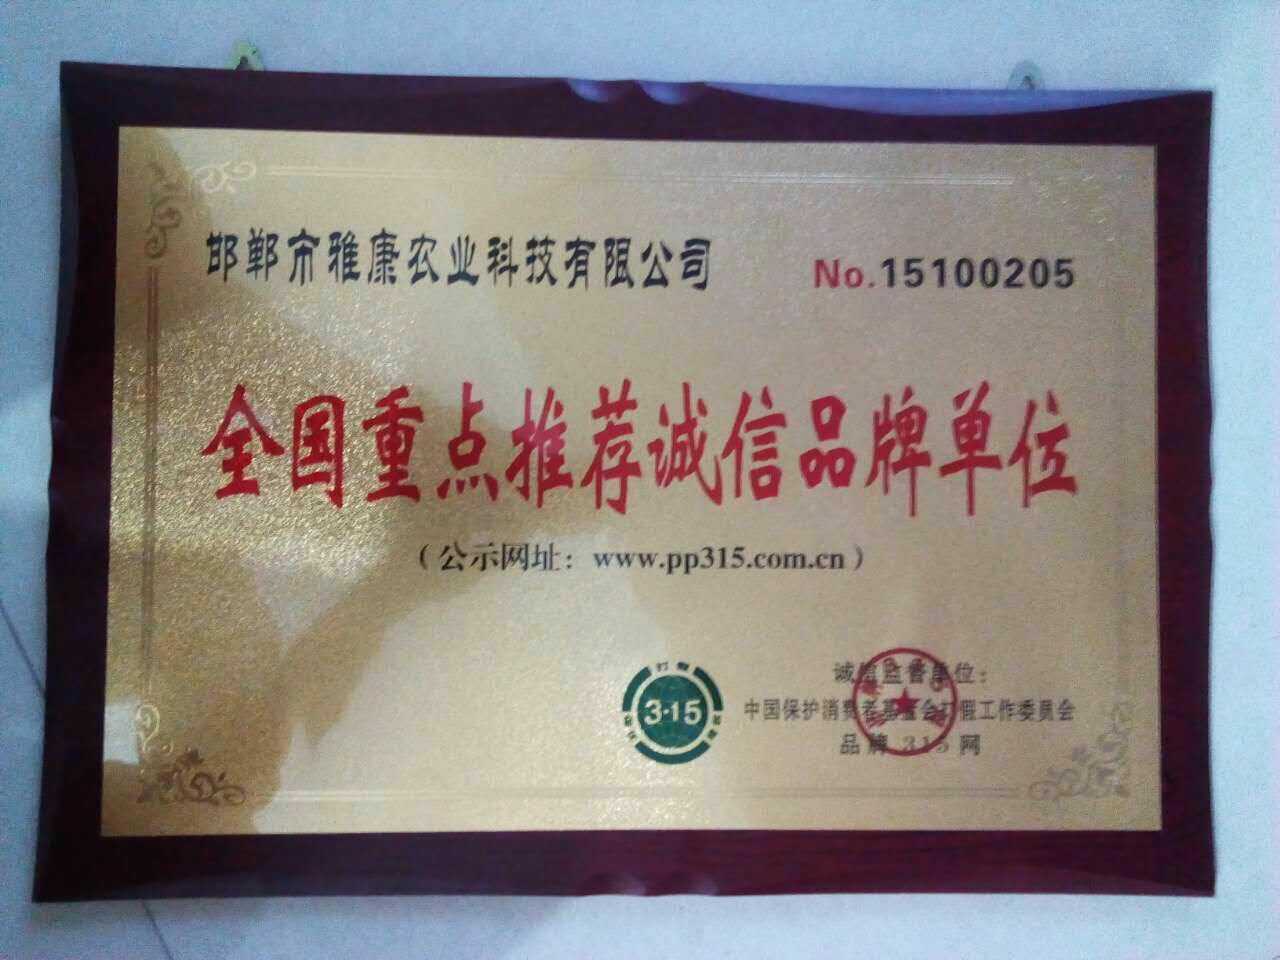 邯郸市雅康农业科技有限公司
No.15100205
全国重点推荐诚信品牌单位
（公示网址：www.pp315.com.cn）
打假
3·15
诚信监督单位：
中国保护消费者基金会打假工作委员会
品牌 315 网